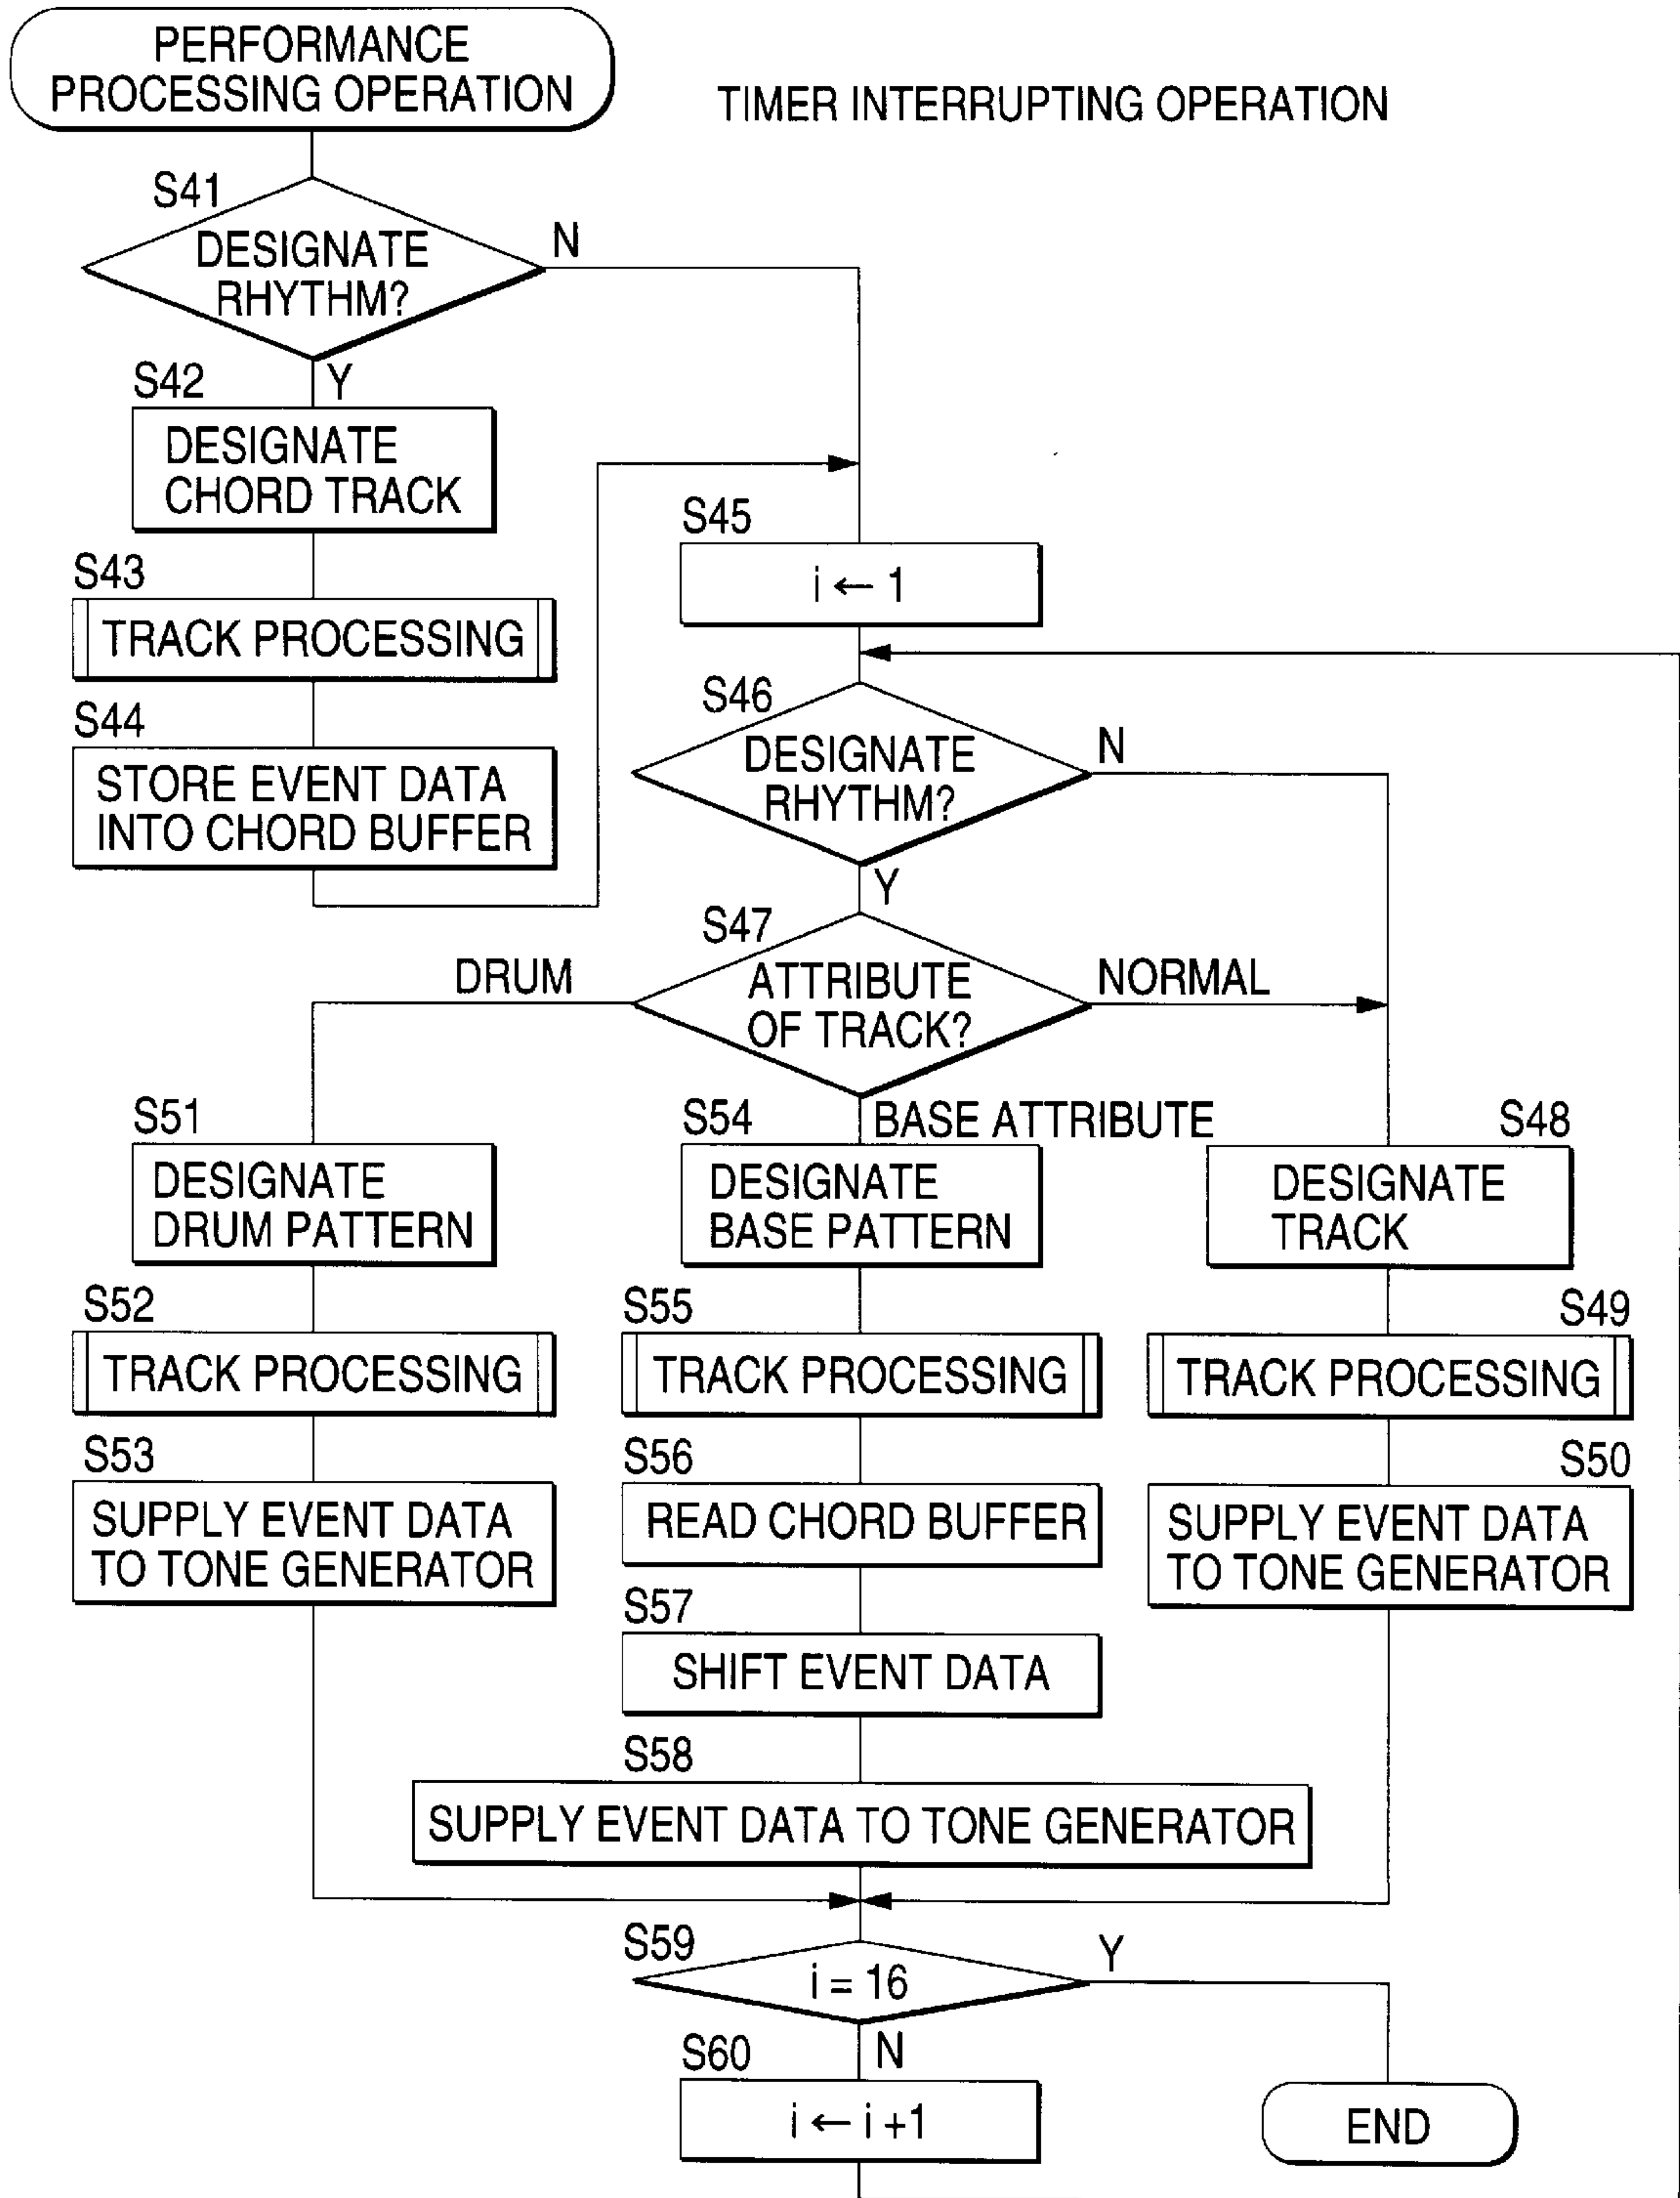 PERFORMANCE
PROCESSING OPERATION
TIMER INTERRUPTING OPERATION
S41
DESIGNATE
RHYTHM?
N
Y
S42
DESIGNATE
CHORD TRACK
S43
TRACK PROCESSING
S44
STORE EVENT DATA
INTO CHORD BUFFER
S45
i ← 1
S46
DESIGNATE
RHYTHM?
N
Y
S47
ATTRIBUTE
OF TRACK?
DRUM
NORMAL
BASE ATTRIBUTE
S51
DESIGNATE
DRUM PATTERN
S52
TRACK PROCESSING
S53
SUPPLY EVENT DATA
TO TONE GENERATOR
S54
DESIGNATE
BASE PATTERN
S55
TRACK PROCESSING
S56
READ CHORD BUFFER
S57
SHIFT EVENT DATA
S58
SUPPLY EVENT DATA TO TONE GENERATOR
S48
DESIGNATE
TRACK
S49
TRACK PROCESSING
S50
SUPPLY EVENT DATA
TO TONE GENERATOR
S59
i = 16
Y
N
S60
i ← i +1
END